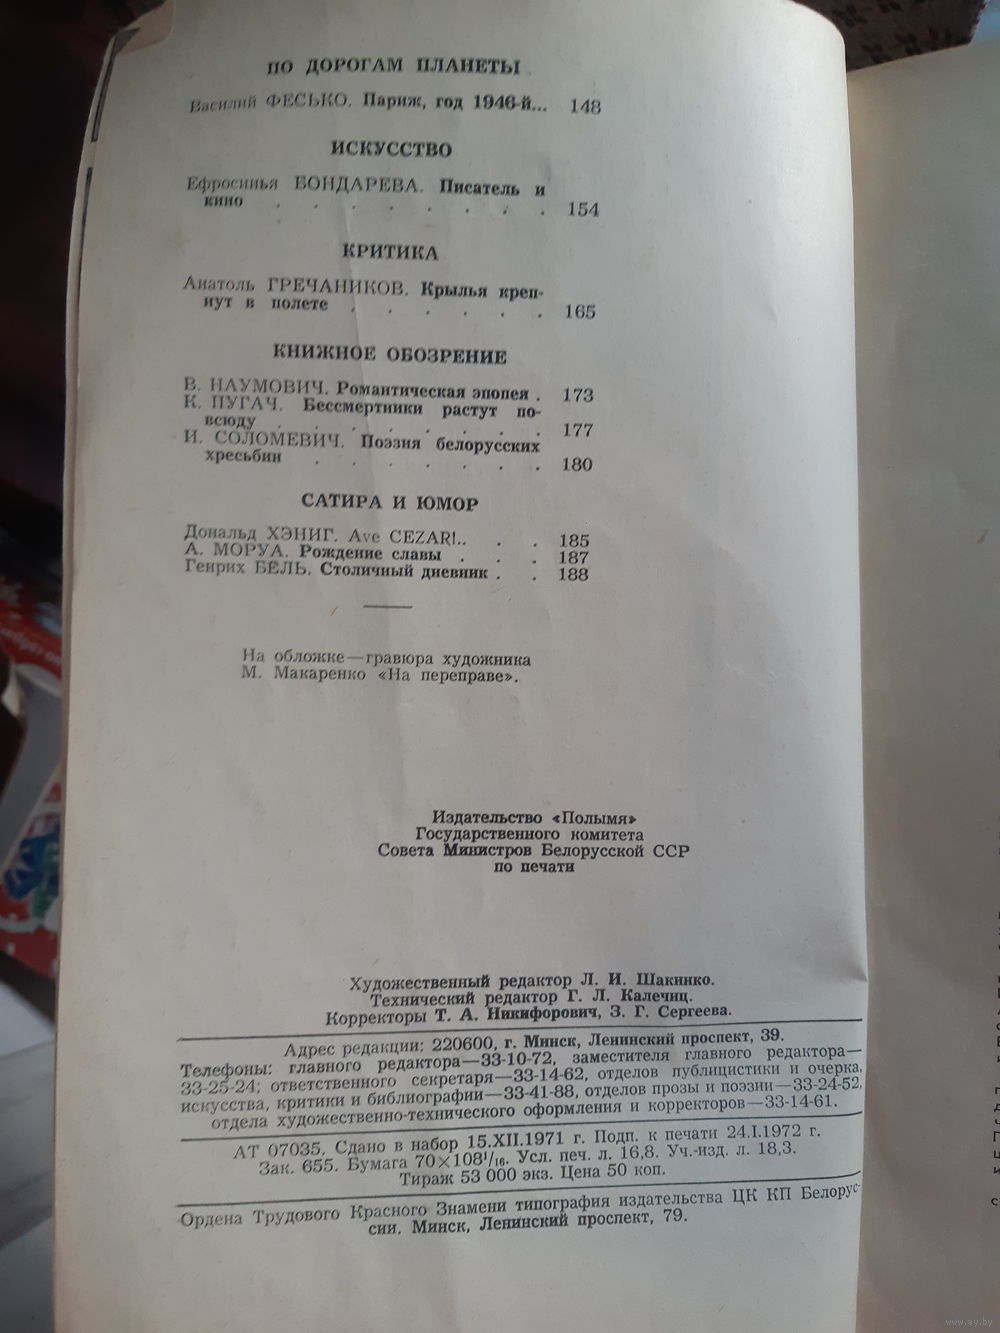 ПО ДОРОГАМ ПЛАНЕТЫ
Василий ФЕСЬКО. Париж, год 1946-й... 148
ИСКУССТВО
Ефросинья БОНДАРЕВА. Писатель и
кино . . . . . . . . 154
КРИТИКА
Анатоль ГРЕЧАНИКОВ. Крылья креп-
нут в полете . . . . . . 165
КНИЖНОЕ ОБОЗРЕНИЕ
В. НАУМОВИЧ. Романтическая эпопея . 173
К. ПУГАЧ. Бессмертники растут по-
всюду . . . . . . . . 177
И. СОЛОМЕВИЧ. Поэзия белорусских
хресьбин . . . . . . . 180
САТИРА И ЮМОР
Дональд ХЭНИГ. Ave CEZAR!.. . . 185
А. МОРУА. Рождение славы . . . 187
Генрих БЁЛЬ. Столичный дневник . . 188
На обложке—гравюра художника
М. Макаренко «На переправе».
Издательство «Полымя»
Государственного комитета
Совета Министров Белорусской ССР
по печати
Художественный редактор Л. И. Шакинко.
Технический редактор Г. Л. Калечиц.
Корректоры Т. А. Никифорович, З. Г. Сергеева.
Адрес редакции: 220600, г. Минск, Ленинский проспект, 39.
Телефоны: главного редактора—33-10-72, заместителя главного редактора—
33-25-24; ответственного секретаря—33-14-62, отделов публицистики и очерка,
искусства, критики и библиографии—33-41-88, отделов прозы и поэзии—33-24-52,
отдела художественно-технического оформления и корректоров—33-14-61.
АТ 07035. Сдано в набор 15.XII.1971 г. Подп. к печати 24.I.1972 г.
Зак. 655. Бумага 70×108¹/₁₆. Усл. печ. л. 16,8. Уч.-изд. л. 18,3.
Тираж 53 000 экз. Цена 50 коп.
Ордена Трудового Красного Знамени типография издательства ЦК КП Белорус-
сии. Минск, Ленинский проспект, 79.
www.ay.by